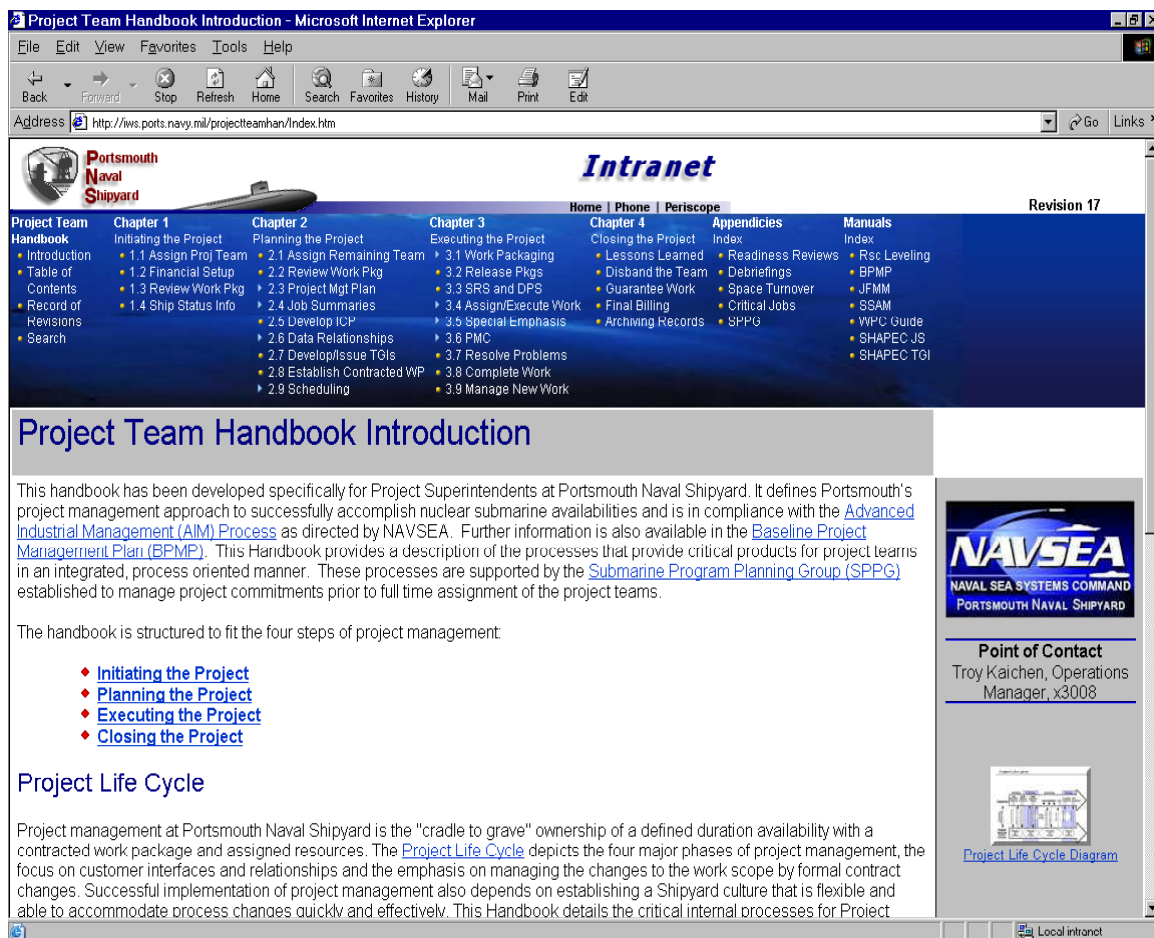 Project Team Handbook Introduction - Microsoft Internet Explorer
File Edit View Favorites Tools Help
Back Forward Stop Refresh Home Search Favorites History Mail Print Edit
Address http://iws.ports.navy.mil/projectteamhan/Index.htm Go Links
Portsmouth
Naval
Shipyard
Intranet
Home | Phone | Periscope
Revision 17
Project Team
Handbook
Introduction
Table of
Contents
Record of
Revisions
Search
Chapter 1
Initiating the Project
1.1 Assign Proj Team
1.2 Financial Setup
1.3 Review Work Pkg
1.4 Ship Status Info
Chapter 2
Planning the Project
2.1 Assign Remaining Team
2.2 Review Work Pkg
2.3 Project Mgt Plan
2.4 Job Summaries
2.5 Develop ICP
2.6 Data Relationships
2.7 Develop/Issue TGIs
2.8 Establish Contracted WP
2.9 Scheduling
Chapter 3
Executing the Project
3.1 Work Packaging
3.2 Release Pkgs
3.3 SRS and DPS
3.4 Assign/Execute Work
3.5 Special Emphasis
3.6 PMC
3.7 Resolve Problems
3.8 Complete Work
3.9 Manage New Work
Chapter 4
Closing the Project
Lessons Learned
Disband the Team
Guarantee Work
Final Billing
Archiving Records
Appendicies
Index
Readiness Reviews
Debriefings
Space Turnover
Critical Jobs
SPPG
Manuals
Index
Rsc Leveling
BPMP
JFMM
SSAM
WPC Guide
SHAPEC JS
SHAPEC TGI
Project Team Handbook Introduction
This handbook has been developed specifically for Project Superintendents at Portsmouth Naval Shipyard. It defines Portsmouth's
project management approach to successfully accomplish nuclear submarine availabilities and is in compliance with the Advanced
Industrial Management (AIM) Process as directed by NAVSEA. Further information is also available in the Baseline Project
Management Plan (BPMP). This Handbook provides a description of the processes that provide critical products for project teams
in an integrated, process oriented manner. These processes are supported by the Submarine Program Planning Group (SPPG)
established to manage project commitments prior to full time assignment of the project teams.
The handbook is structured to fit the four steps of project management:
Initiating the Project
Planning the Project
Executing the Project
Closing the Project
Project Life Cycle
Project management at Portsmouth Naval Shipyard is the "cradle to grave" ownership of a defined duration availability with a
contracted work package and assigned resources. The Project Life Cycle depicts the four major phases of project management, the
focus on customer interfaces and relationships and the emphasis on managing the changes to the work scope by formal contract
changes. Successful implementation of project management also depends on establishing a Shipyard culture that is flexible and
able to accommodate process changes quickly and effectively. This Handbook details the critical internal processes for Project
NAVSEA
NAVAL SEA SYSTEMS COMMAND
PORTSMOUTH NAVAL SHIPYARD
Point of Contact
Troy Kaichen, Operations
Manager, x3008
Project Life Cycle Diagram
Local intranet